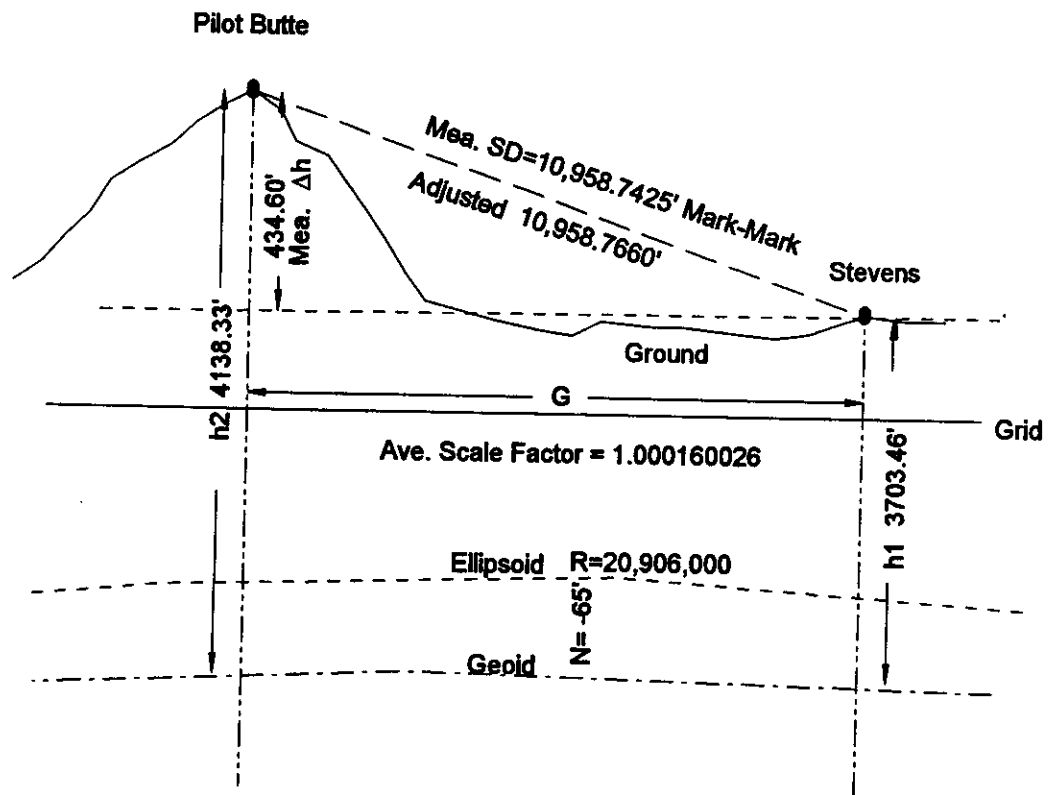 Pilot Butte
Mea. SD=10,958.7425' Mark-Mark
Adjusted 10,958.7660'
434.60'
Mea. Δh
Stevens
h2 4138.33'
Ground
G
Grid
Ave. Scale Factor = 1.000160026
h1 3703.46'
Ellipsoid R=20,906,000
N= -65'
Geoid